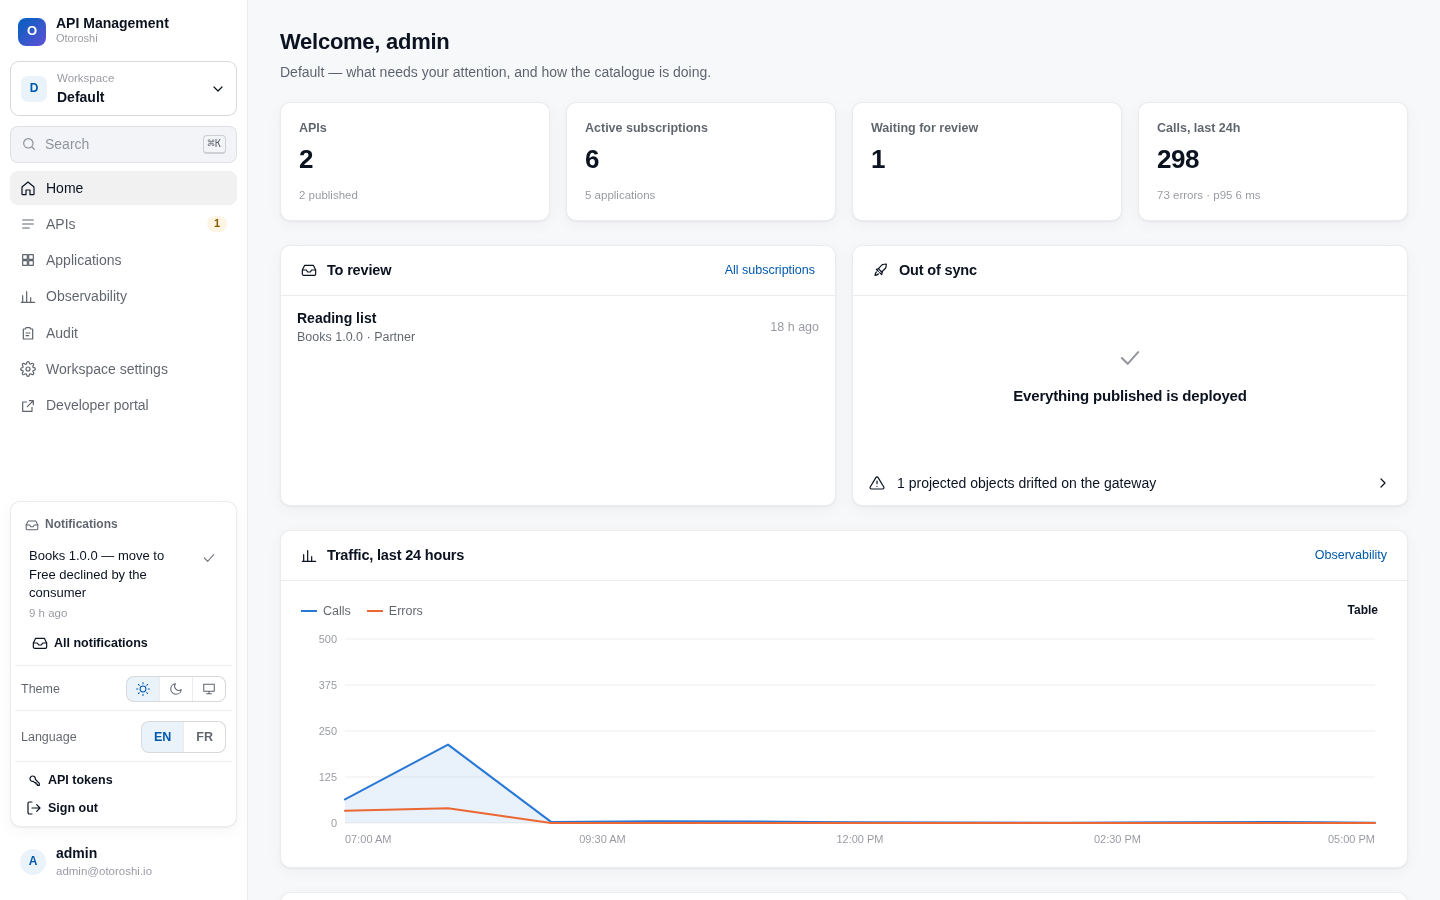 O
API Management
Otoroshi
D
Workspace
Default
Search
⌘K
Home
APIs
1
Applications
Observability
Audit
Workspace settings
Developer portal
Notifications
Books 1.0.0 — move to
Free declined by the
consumer
9 h ago
All notifications
Theme
Language
EN
FR
API tokens
Sign out
A
admin
admin@otoroshi.io
Welcome, admin
Default — what needs your attention, and how the catalogue is doing.
APIs
2
2 published
Active subscriptions
6
5 applications
Waiting for review
1
Calls, last 24h
298
73 errors · p95 6 ms
To review
All subscriptions
Reading list
Books 1.0.0 · Partner
18 h ago
Out of sync
Everything published is deployed
1 projected objects drifted on the gateway
Traffic, last 24 hours
Observability
Calls
Errors
Table
500
375
250
125
0
07:00 AM
09:30 AM
12:00 PM
02:30 PM
05:00 PM